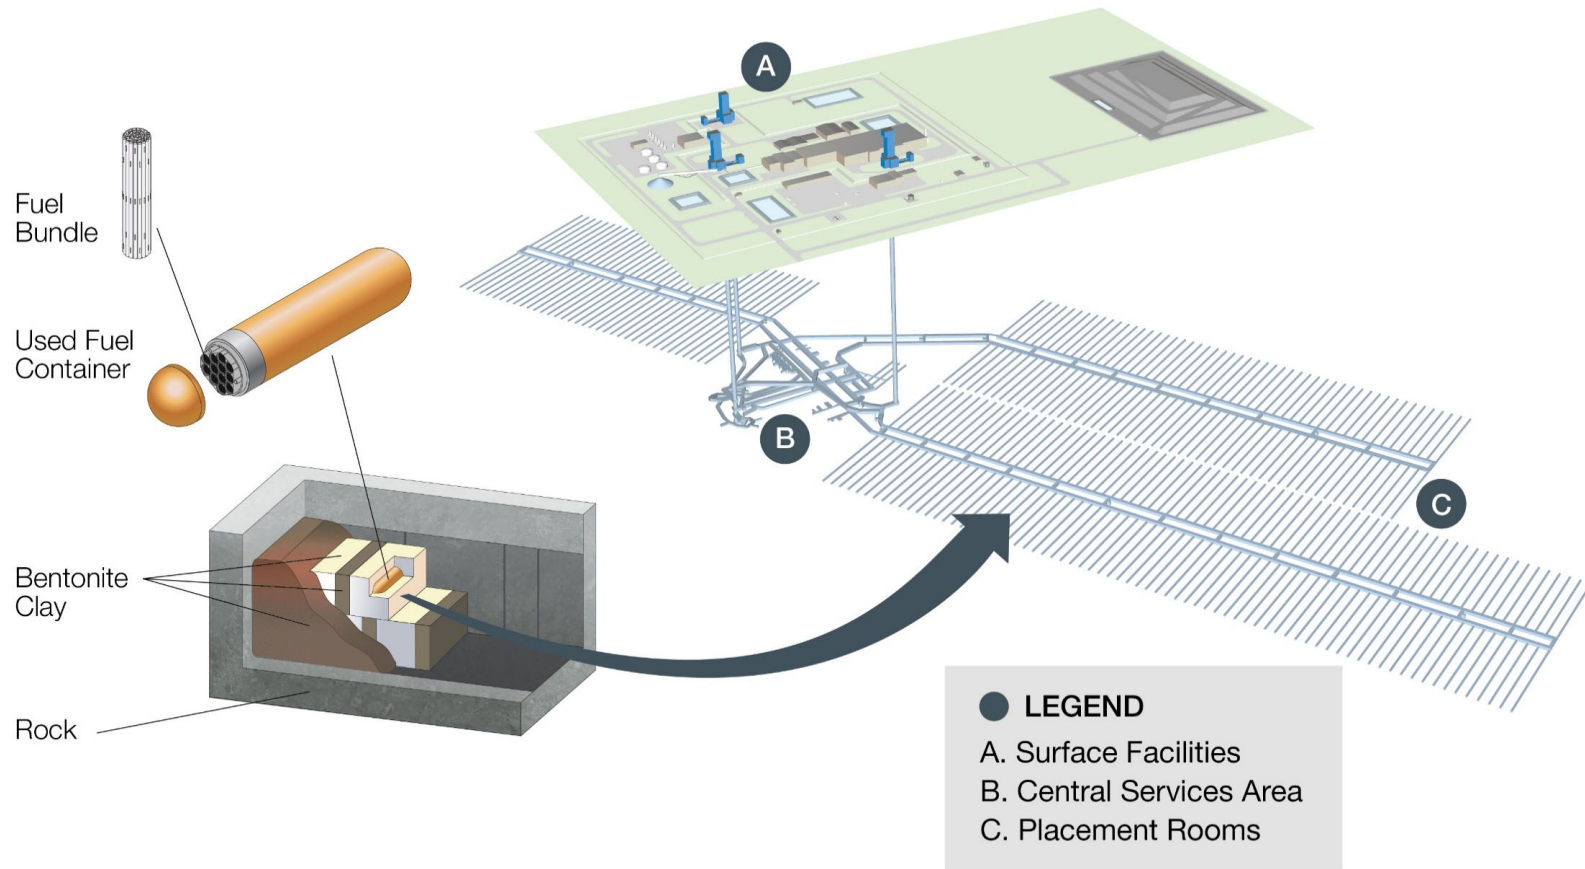 A
Fuel
Bundle
Used Fuel
Container
B
C
Bentonite
Clay
Rock
LEGEND
A. Surface Facilities
B. Central Services Area
C. Placement Rooms